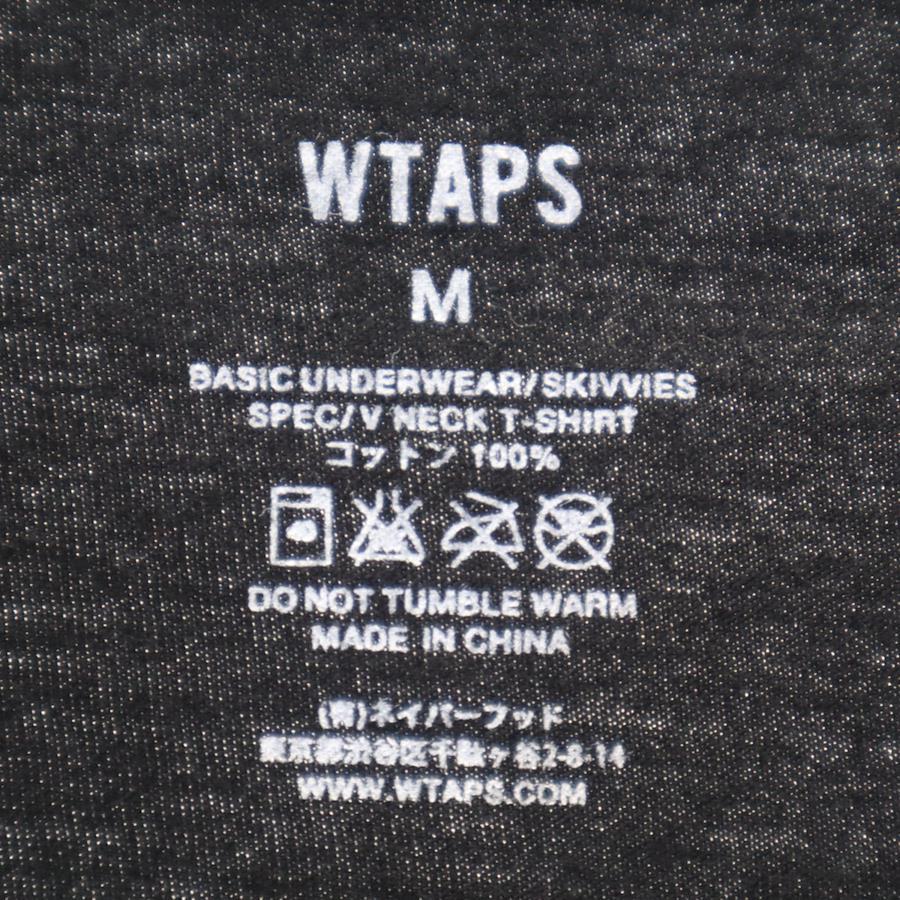 WTAPS
M
BASIC UNDERWEAR/SKIVVIES
SPEC/V NECK T-SHIRT
コットン 100%
DO NOT TUMBLE WARM
MADE IN CHINA
(有)ネイバーフッド
東京都渋谷区千駄ヶ谷2-8-14
WWW.WTAPS.COM